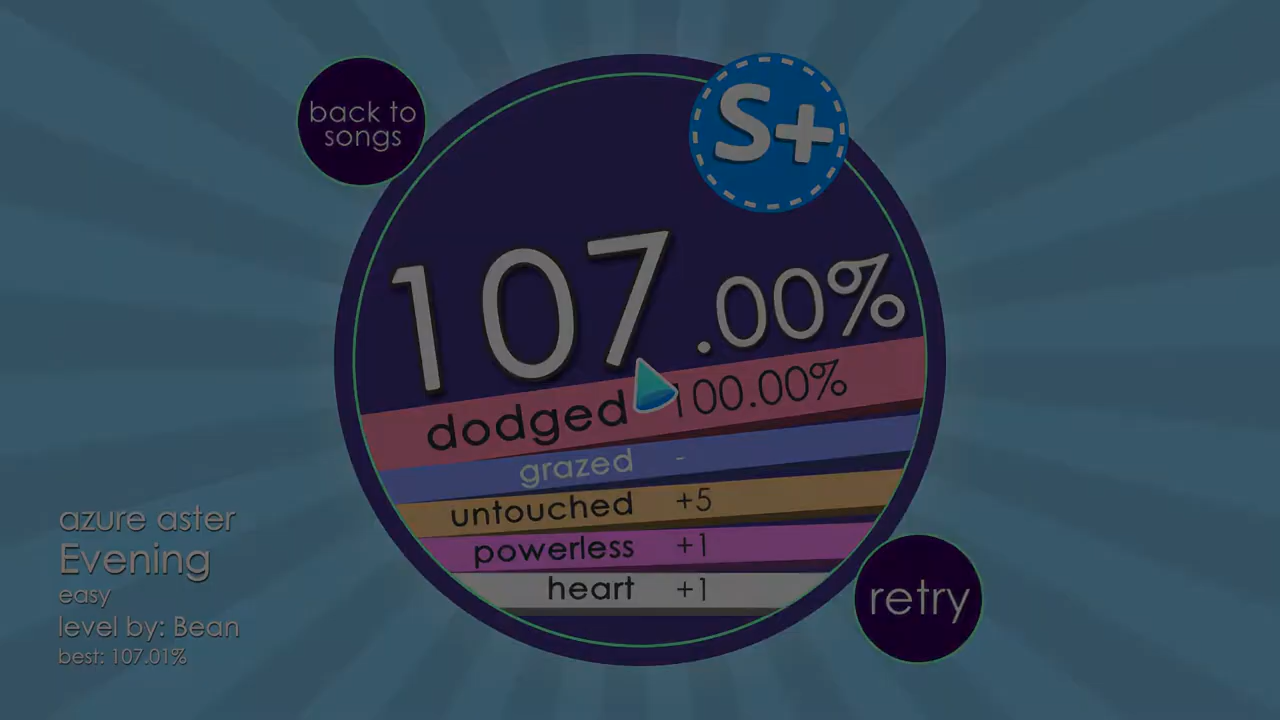 back to
songs
S+
107.00%
dodged 100.00%
grazed -
untouched +5
powerless +1
heart +1
azure aster
Evening
easy
level by: Bean
best: 107.01%
retry